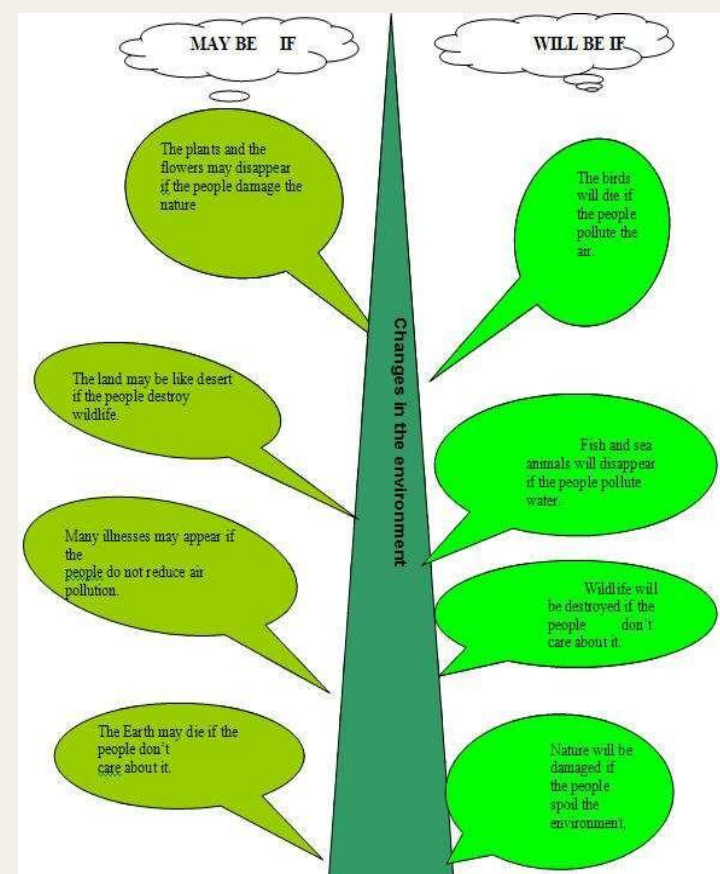 MAY BE IF
WILL BE IF
The plants and the
flowers may disappear
if the people damage the
nature
The birds
will die if
the people
pollute the
air.
Changes in the environment
The land may be like desert
if the people destroy
wildlife.
Fish and sea
animals will disappear
if the people pollute
water.
Many illnesses may appear if
the
people do not reduce air
pollution.
Wildlife will
be destroyed if the
people don't
care about it.
The Earth may die if the
people don't
care about it.
Nature will be
damaged if
the people
spoil the
environment.